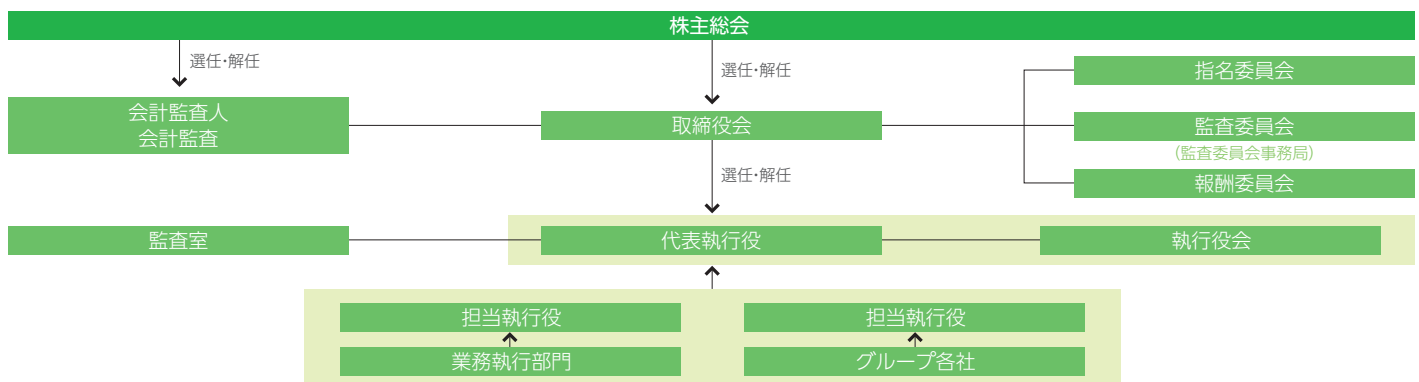 株主総会
選任・解任
選任・解任
指名委員会
会計監査人
会計監査
取締役会
監査委員会
(監査委員会事務局)
選任・解任
報酬委員会
監査室
代表執行役
執行役会
担当執行役
担当執行役
業務執行部門
グループ各社